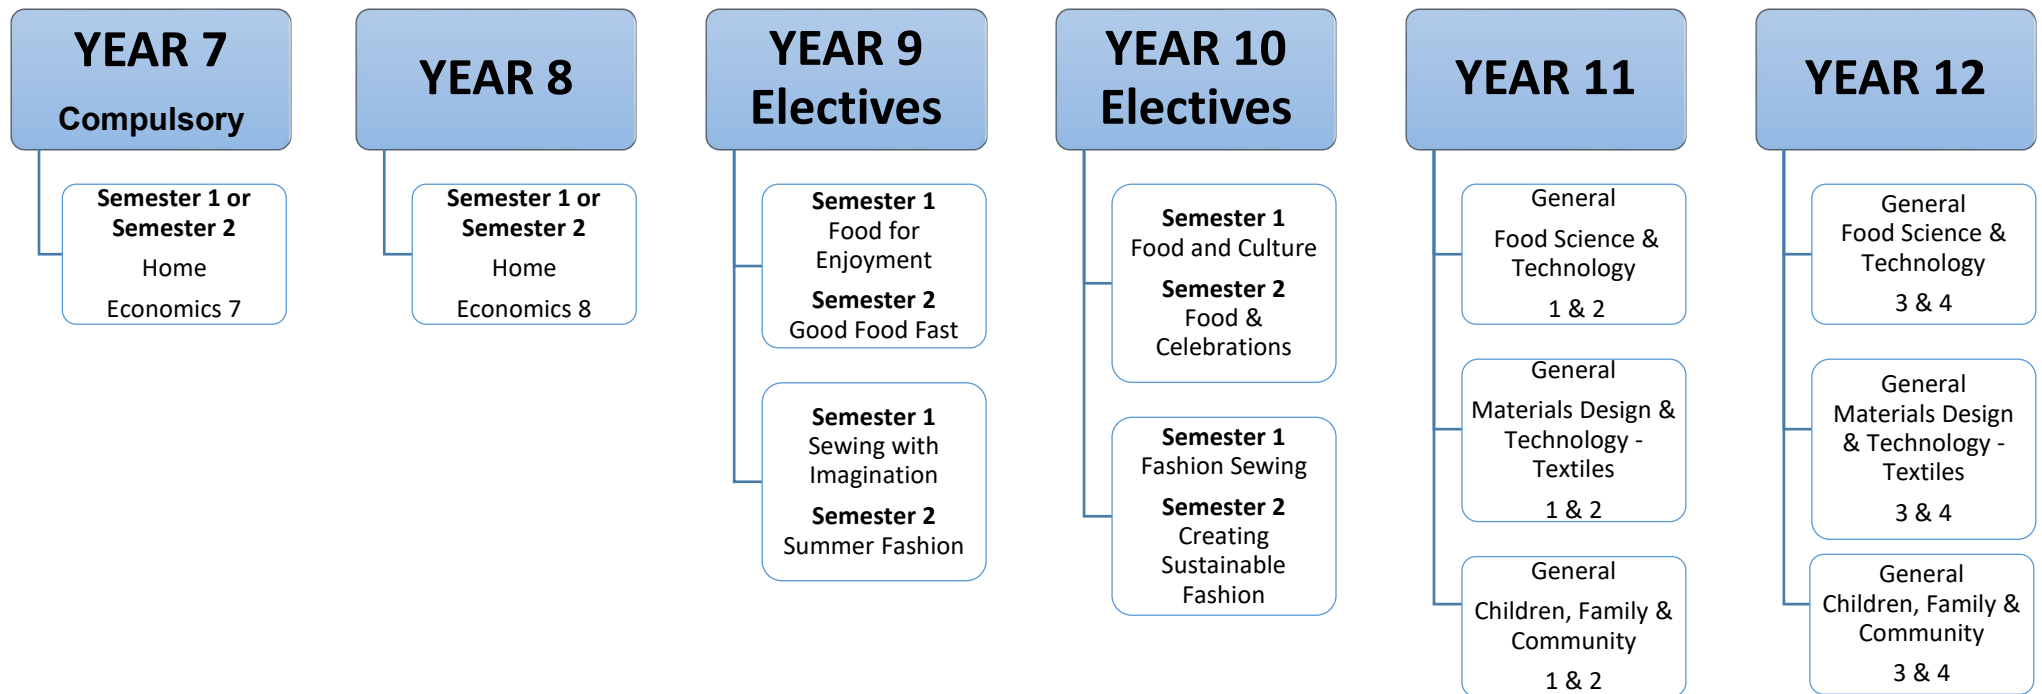 YEAR 7
Compulsory
Semester 1 or
Semester 2
Home
Economics 7
YEAR 8
Semester 1 or
Semester 2
Home
Economics 8
YEAR 9
Electives
Semester 1
Food for
Enjoyment
Semester 2
Good Food Fast
Semester 1
Sewing with
Imagination
Semester 2
Summer Fashion
YEAR 10
Electives
Semester 1
Food and Culture
Semester 2
Food &
Celebrations
Semester 1
Fashion Sewing
Semester 2
Creating
Sustainable
Fashion
YEAR 11
General
Food Science &
Technology
1 & 2
General
Materials Design &
Technology -
Textiles
1 & 2
General
Children, Family &
Community
1 & 2
YEAR 12
General
Food Science &
Technology
3 & 4
General
Materials Design
& Technology -
Textiles
3 & 4
General
Children, Family &
Community
3 & 4